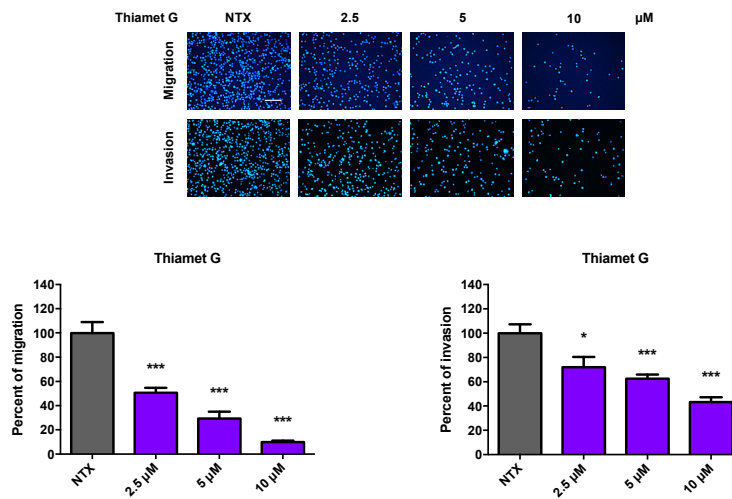 Thiamet G NTX 2.5 5 10 μM
Migration
Invasion
Thiamet G
Percent of migration
140
120
100
80
60
40
20
0
***
***
***
NTX
2.5 μM
5 μM
10 μM
Thiamet G
Percent of invasion
140
120
100
80
60
40
20
0
*
***
***
NTX
2.5 μM
5 μM
10 μM